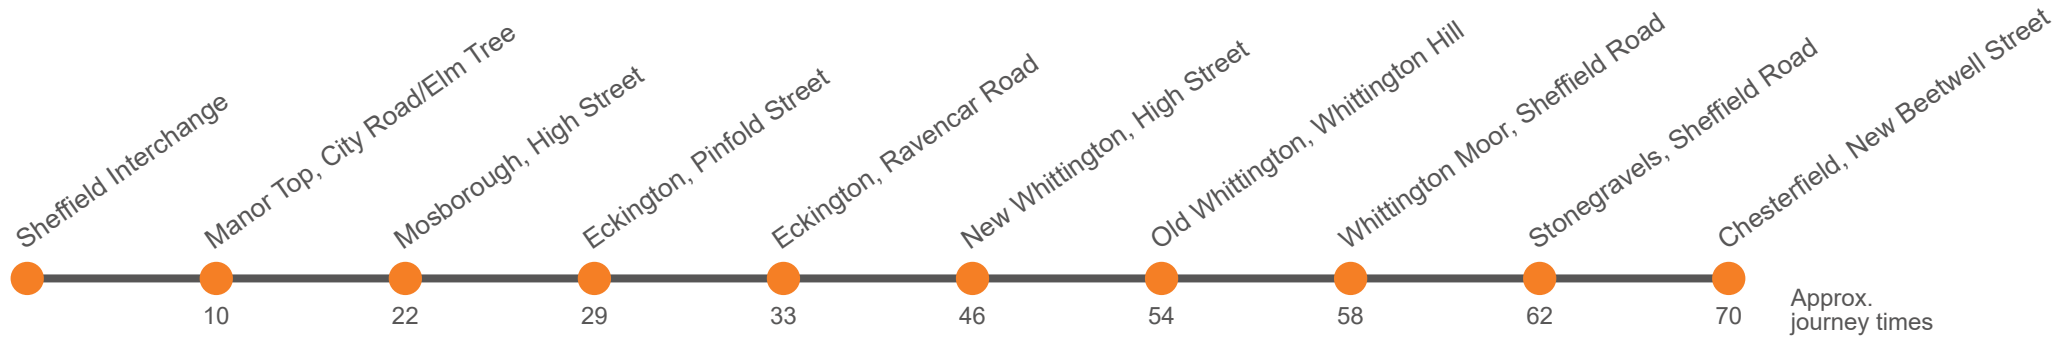 Sheffield Interchange
Manor Top, City Road/Elm Tree
Mosborough, High Street
Eckington, Pinfold Street
Eckington, Ravencar Road
New Whittington, High Street
Old Whittington, Whittington Hill
Whittington Moor, Sheffield Road
Stonegravels, Sheffield Road
Chesterfield, New Beetwell Street
10
22
29
33
46
54
58
62
70
Approx.
journey times